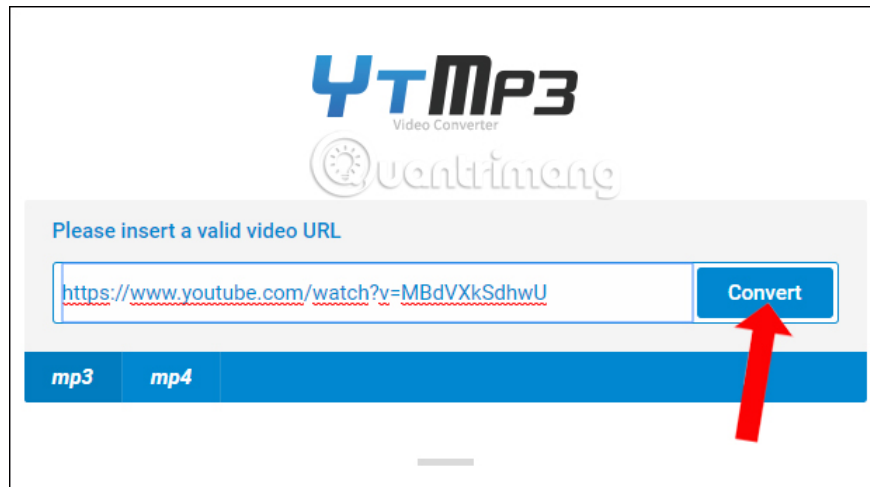 YTMP3
Video Converter
Quantrimang
Please insert a valid video URL
https://www.youtube.com/watch?v=MBdVXkSdhwU
Convert
mp3 mp4